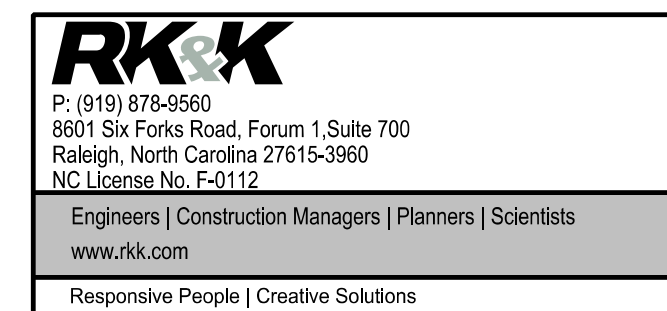 RK&K
P: (919) 878-9560
8601 Six Forks Road, Forum 1,Suite 700
Raleigh, North Carolina 27615-3960
NC License No. F-0112
Engineers | Construction Managers | Planners | Scientists
www.rkk.com
Responsive People | Creative Solutions